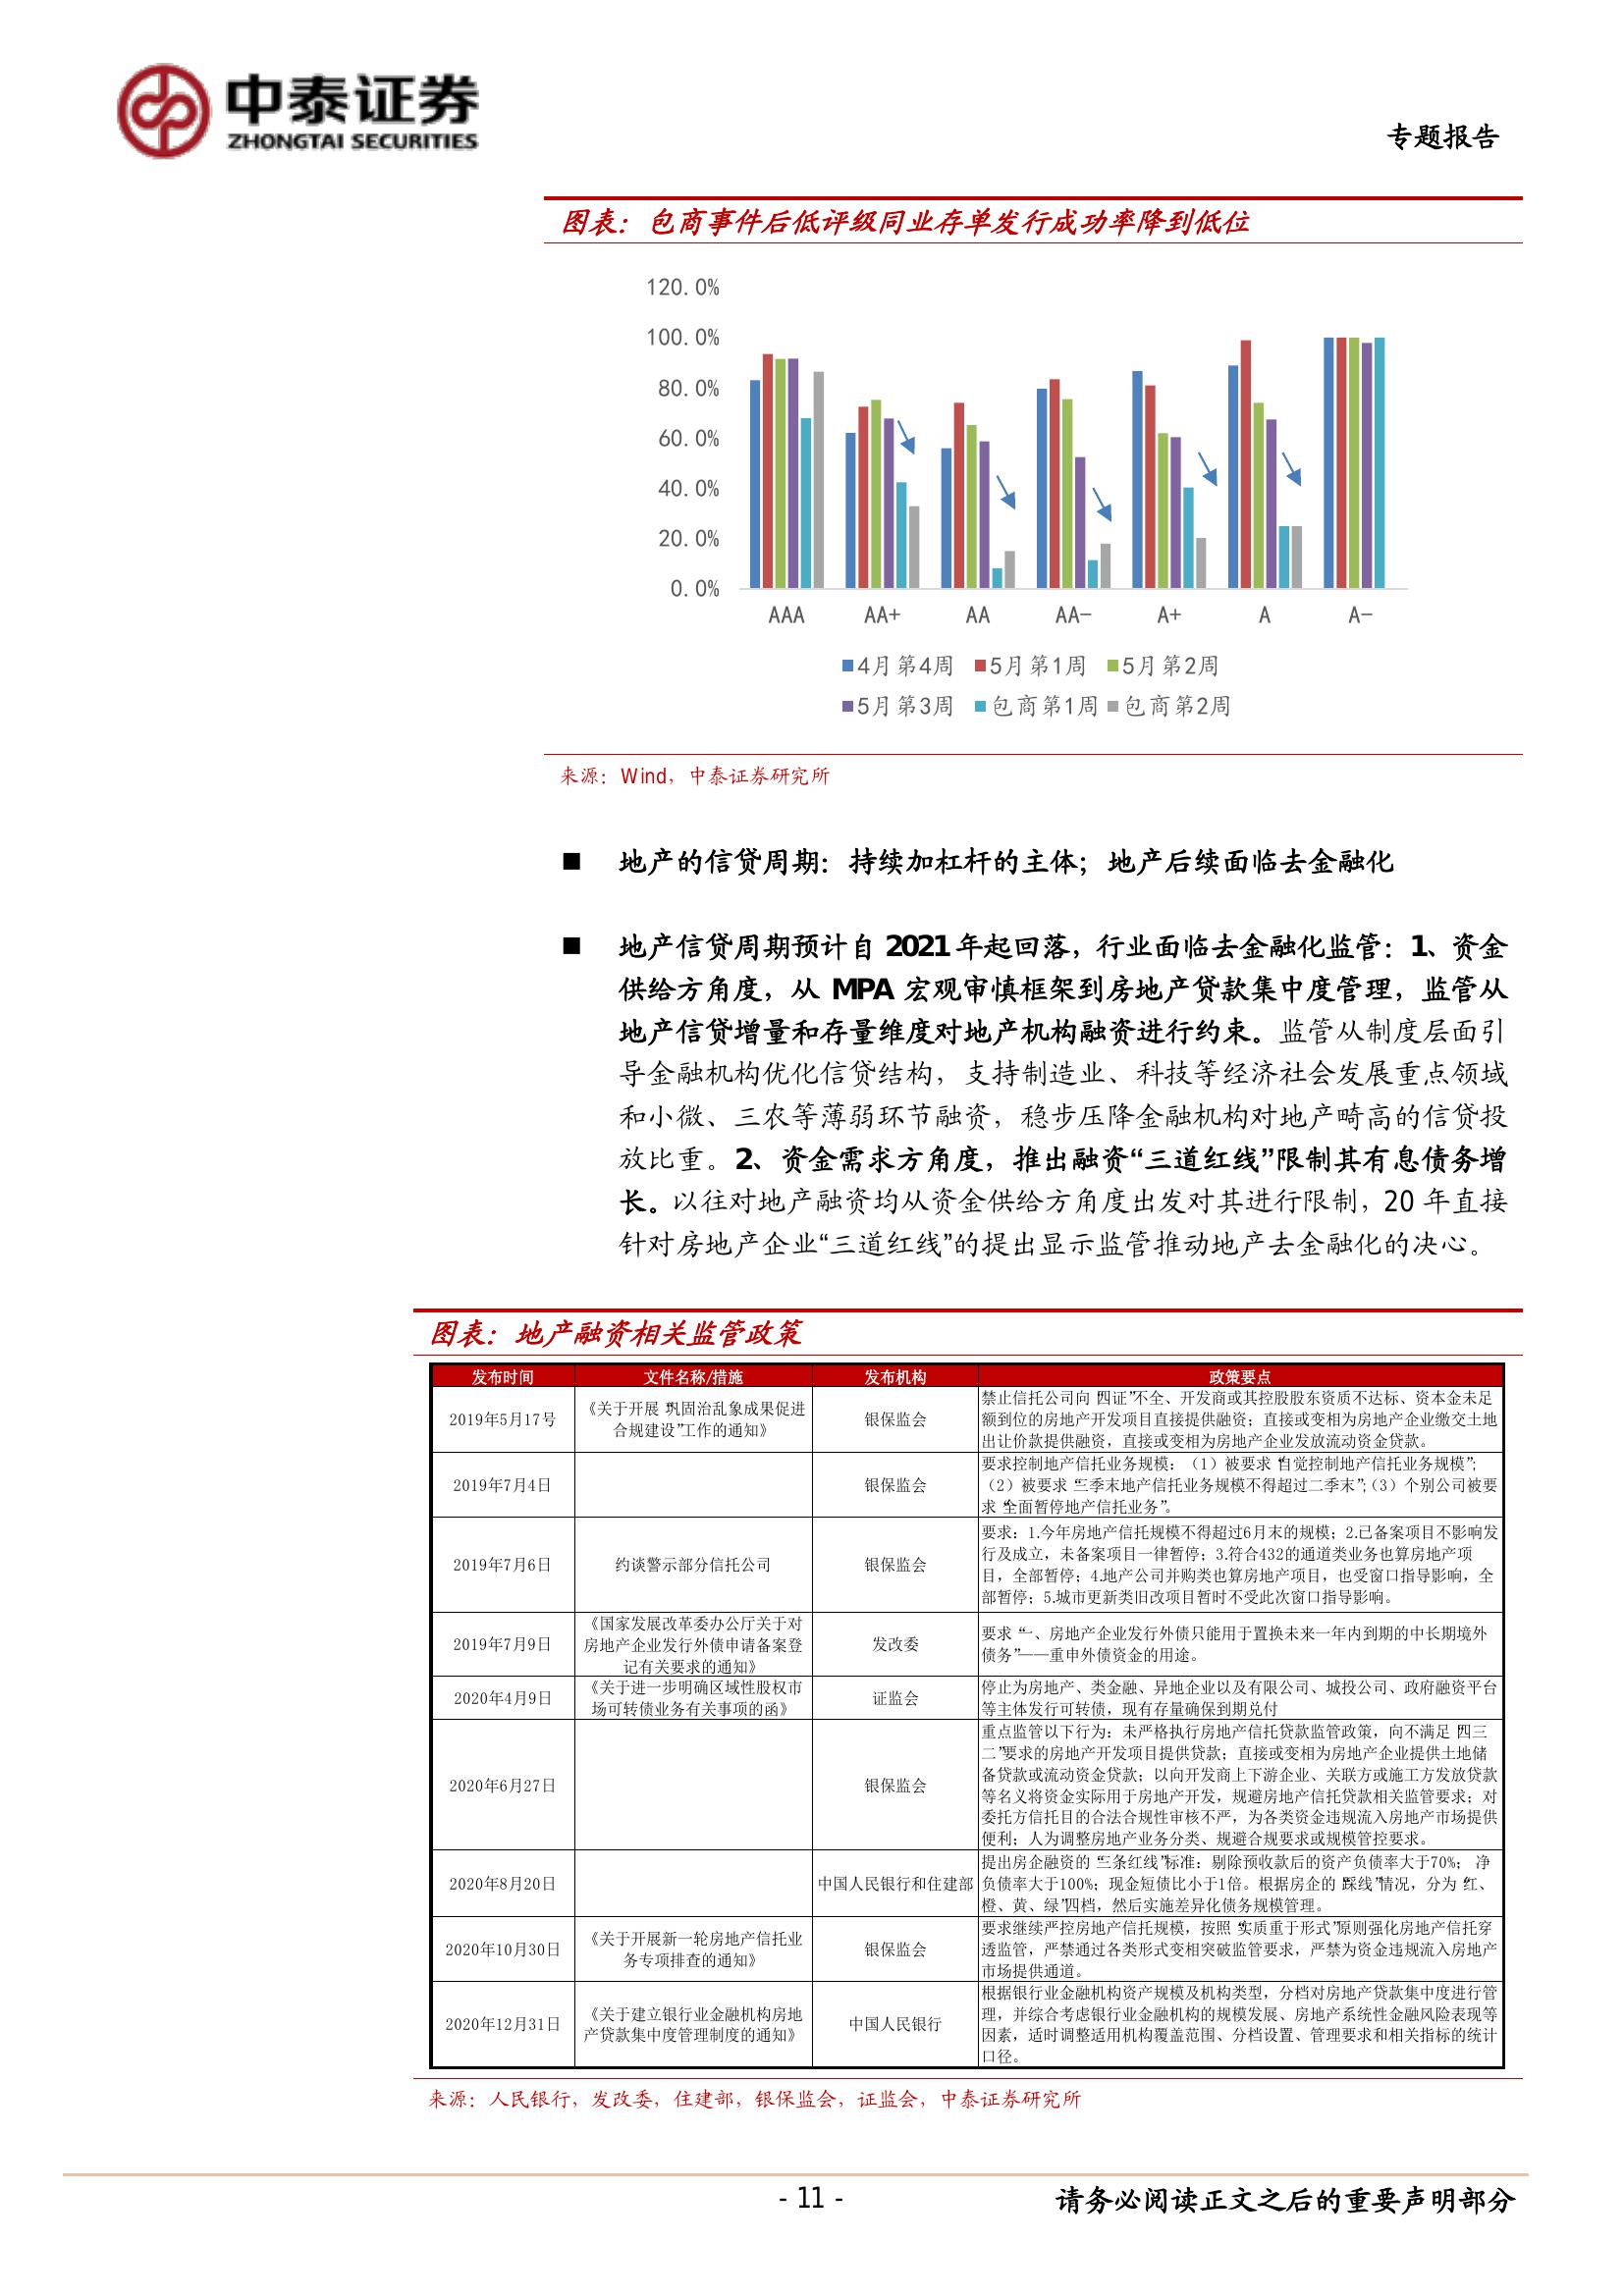 中泰证券
ZHONGTAI SECURITIES
专题报告
图表：包商事件后低评级同业存单发行成功率降到低位
120.0%
100.0%
80.0%
60.0%
40.0%
20.0%
0.0%
AAA AA+ AA AA- A+ A A-
4月第4周 5月第1周 5月第2周
5月第3周 包商第1周 包商第2周
来源：Wind，中泰证券研究所
■ 地产的信贷周期：持续加杠杆的主体；地产后续面临去金融化
■ 地产信贷周期预计自 2021 年起回落，行业面临去金融化监管：1、资金
供给方角度，从 MPA 宏观审慎框架到房地产贷款集中度管理，监管从
地产信贷增量和存量维度对地产机构融资进行约束。监管从制度层面引
导金融机构优化信贷结构，支持制造业、科技等经济社会发展重点领域
和小微、三农等薄弱环节融资，稳步压降金融机构对地产畸高的信贷投
放比重。2、资金需求方角度，推出融资“三道红线”限制其有息债务增
长。以往对地产融资均从资金供给方角度出发对其进行限制，20 年直接
针对房地产企业“三道红线”的提出显示监管推动地产去金融化的决心。
图表：地产融资相关监管政策
发布时间 文件名称/措施 发布机构 政策要点
2019年5月17号
《关于开展“巩固治乱象成果促进
合规建设”工作的通知》
银保监会
禁止信托公司向“四证”不全、开发商或其控股股东资质不达标、资本金未足
额到位的房地产开发项目直接提供融资；直接或变相为房地产企业缴交土地
出让价款提供融资，直接或变相为房地产企业发放流动资金贷款。
2019年7月4日
银保监会
要求控制地产信托业务规模：（1）被要求“自觉控制地产信托业务规模”；
（2）被要求“三季末地产信托业务规模不得超过二季末”；（3）个别公司被要
求“全面暂停地产信托业务”。
2019年7月6日
约谈警示部分信托公司
银保监会
要求：1.今年房地产信托规模不得超过6月末的规模；2.已备案项目不影响发
行及成立，未备案项目一律暂停；3.符合432的通道类业务也算房地产项
目，全部暂停；4.地产公司并购类也算房地产项目，也受窗口指导影响，全
部暂停；5.城市更新类旧改项目暂时不受此次窗口指导影响。
2019年7月9日
《国家发展改革委办公厅关于对
房地产企业发行外债申请备案登
记有关要求的通知》
发改委
要求“一、房地产企业发行外债只能用于置换未来一年内到期的中长期境外
债务”——重申外债资金的用途。
2020年4月9日
《关于进一步明确区域性股权市
场可转债业务有关事项的函》
证监会
停止为房地产、类金融、异地企业以及有限公司、城投公司、政府融资平台
等主体发行可转债，现有存量确保到期兑付
2020年6月27日
银保监会
重点监管以下行为：未严格执行房地产信托贷款监管政策，向不满足“四三
二”要求的房地产开发项目提供贷款；直接或变相为房地产企业提供土地储
备贷款或流动资金贷款；以向开发商上下游企业、关联方或施工方发放贷款
等名义将资金实际用于房地产开发，规避房地产信托贷款相关监管要求；对
委托方信托目的合法合规性审核不严，为各类资金违规流入房地产市场提供
便利；人为调整房地产业务分类、规避合规要求或规模管控要求。
2020年8月20日
中国人民银行和住建部
提出房企融资的“三条红线”标准：剔除预收款后的资产负债率大于70%； 净
负债率大于100%；现金短债比小于1倍。根据房企的“踩线”情况，分为“红、
橙、黄、绿”四档，然后实施差异化债务规模管理。
2020年10月30日
《关于开展新一轮房地产信托业
务专项排查的通知》
银保监会
要求继续严控房地产信托规模，按照“实质重于形式”原则强化房地产信托穿
透监管，严禁通过各类形式变相突破监管要求，严禁为资金违规流入房地产
市场提供通道。
2020年12月31日
《关于建立银行业金融机构房地
产贷款集中度管理制度的通知》
中国人民银行
根据银行业金融机构资产规模及机构类型，分档对房地产贷款集中度进行管
理，并综合考虑银行业金融机构的规模发展、房地产系统性金融风险表现等
因素，适时调整适用机构覆盖范围、分档设置、管理要求和相关指标的统计
口径。
来源：人民银行，发改委，住建部，银保监会，证监会，中泰证券研究所
- 11 -
请务必阅读正文之后的重要声明部分